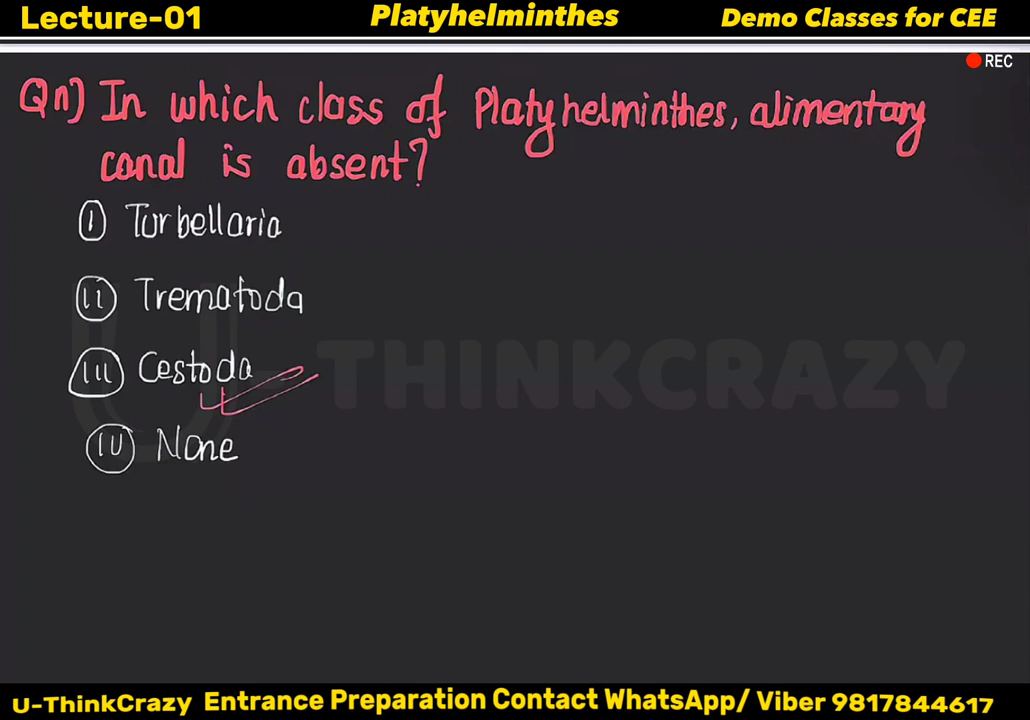 Lecture-01
Platyhelminthes
Demo Classes for CEE
REC
Qn) In which class of Platyhelminthes, alimentary
canal is absent?
(i) Turbellaria
(ii) Trematoda
(iii) Cestoda
(iv) None
U-THINKCRAZY
U-ThinkCrazy Entrance Preparation Contact WhatsApp/ Viber 9817844617